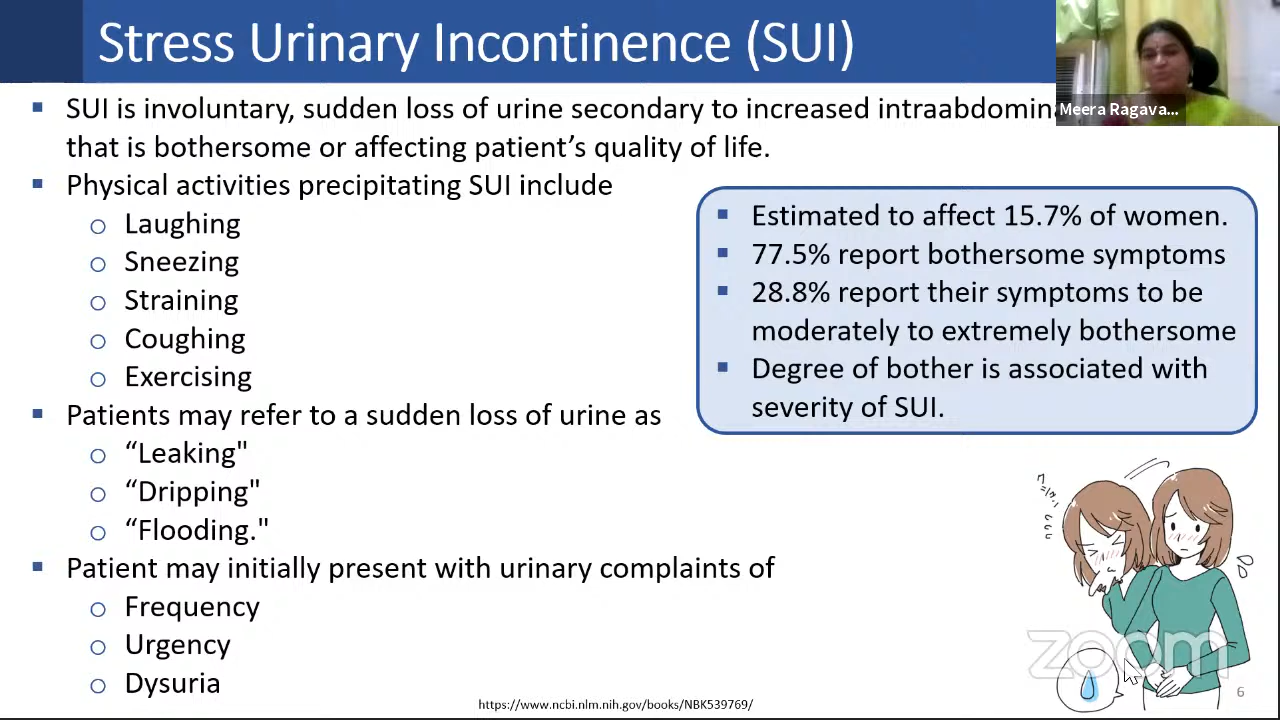 Stress Urinary Incontinence (SUI)
Meera Ragava...
▪ SUI is involuntary, sudden loss of urine secondary to increased intraabdomin
that is bothersome or affecting patient's quality of life.
▪ Physical activities precipitating SUI include
o Laughing
o Sneezing
o Straining
o Coughing
o Exercising
▪ Patients may refer to a sudden loss of urine as
o “Leaking"
o “Dripping"
o “Flooding."
▪ Patient may initially present with urinary complaints of
o Frequency
o Urgency
o Dysuria
▪ Estimated to affect 15.7% of women.
▪ 77.5% report bothersome symptoms
▪ 28.8% report their symptoms to be
moderately to extremely bothersome
▪ Degree of bother is associated with
severity of SUI.
zoom
https://www.ncbi.nlm.nih.gov/books/NBK539769/
6